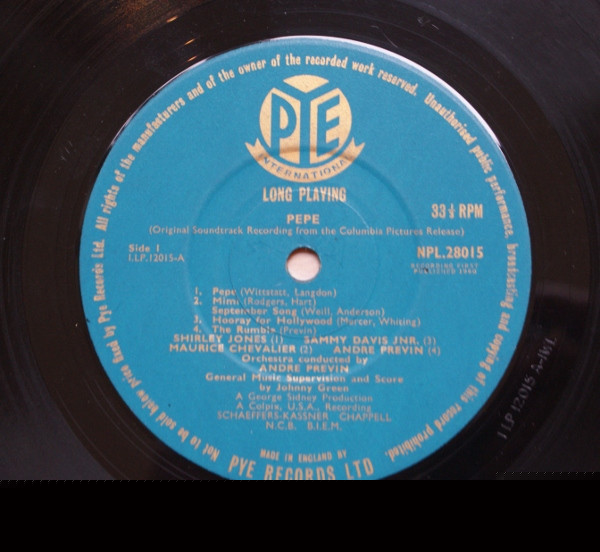 Not to be sold below price fixed by Pye Records Ltd. All rights of the manufacturers and of the owner of the recorded work reserved. Unauthorised public performance, broadcasting and copying of this record prohibited.
PYE
INTERNATIONAL
LONG PLAYING
33⅓ RPM
PEPE
(Original Soundtrack Recording from the Columbia Pictures Release)
Side 1
NPL.28015
I.LP.12015-A
RECORDING FIRST
PUBLISHED 1960
1. Pepe (Wittstatt, Langdon)
2. Mimi (Rodgers, Hart)
September Song (Weill, Anderson)
3. Hooray for Hollywood (Mercer, Whiting)
4. The Rumble (Previn)
SHIRLEY JONES (1) SAMMY DAVIS JNR. (3)
MAURICE CHEVALIER (2) ANDRE PREVIN (4)
Orchestra conducted by
ANDRE PREVIN
General Music Supervision and Score
by Johnny Green
A George Sidney Production
A Colpix, U.S.A., Recording
SCHAEFFERS-KASSNER CHAPPELL
N.C.B. B.I.E.M.
MADE IN ENGLAND BY
PYE RECORDS LTD